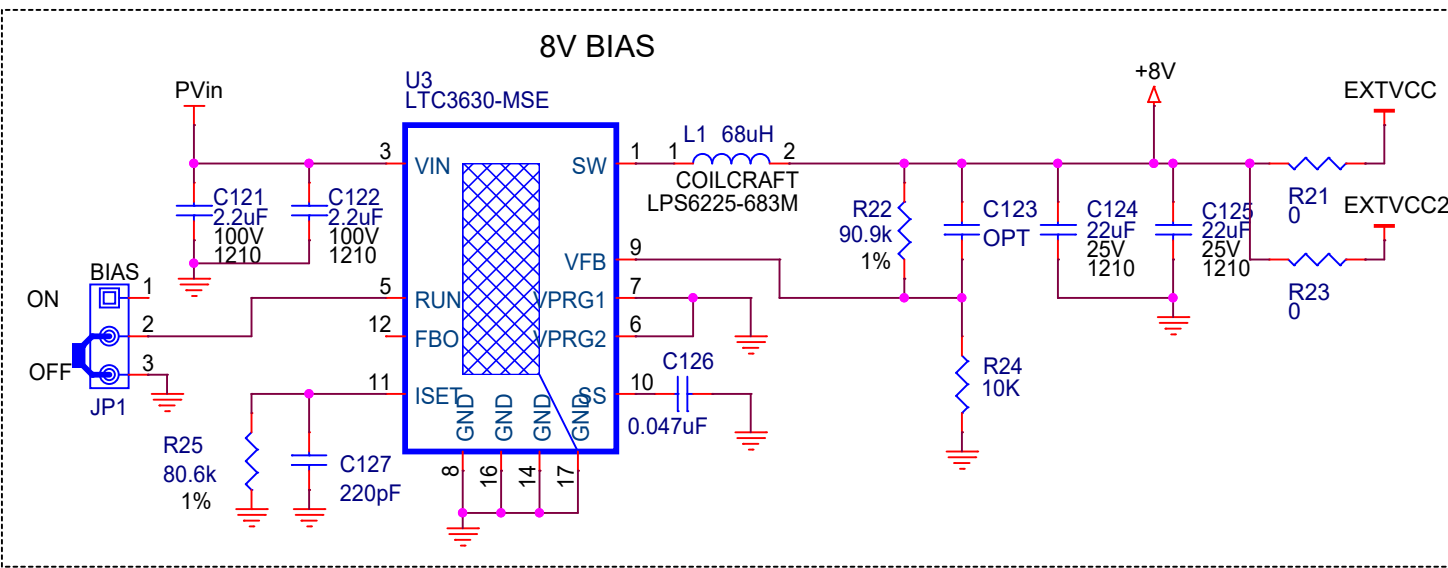 8V BIAS
PVin
U3
LTC3630-MSE
+8V
EXTVCC
3
VIN
SW
1
1
L1 68uH
2
COILCRAFT
LPS6225-683M
C121
2.2uF
100V
1210
C122
2.2uF
100V
1210
R22
90.9k
1%
C123
OPT
C124
22uF
25V
1210
C125
22uF
25V
1210
R21
0
EXTVCC2
R23
0
BIAS
ON
1
2
OFF
3
JP1
5
RUN
12
FBO
11
ISET
VFB
9
VPRG1
7
VPRG2
6
SS
10
C126
0.047uF
R24
10K
R25
80.6k
1%
C127
220pF
GND
GND
GND
GND
8
16
14
17